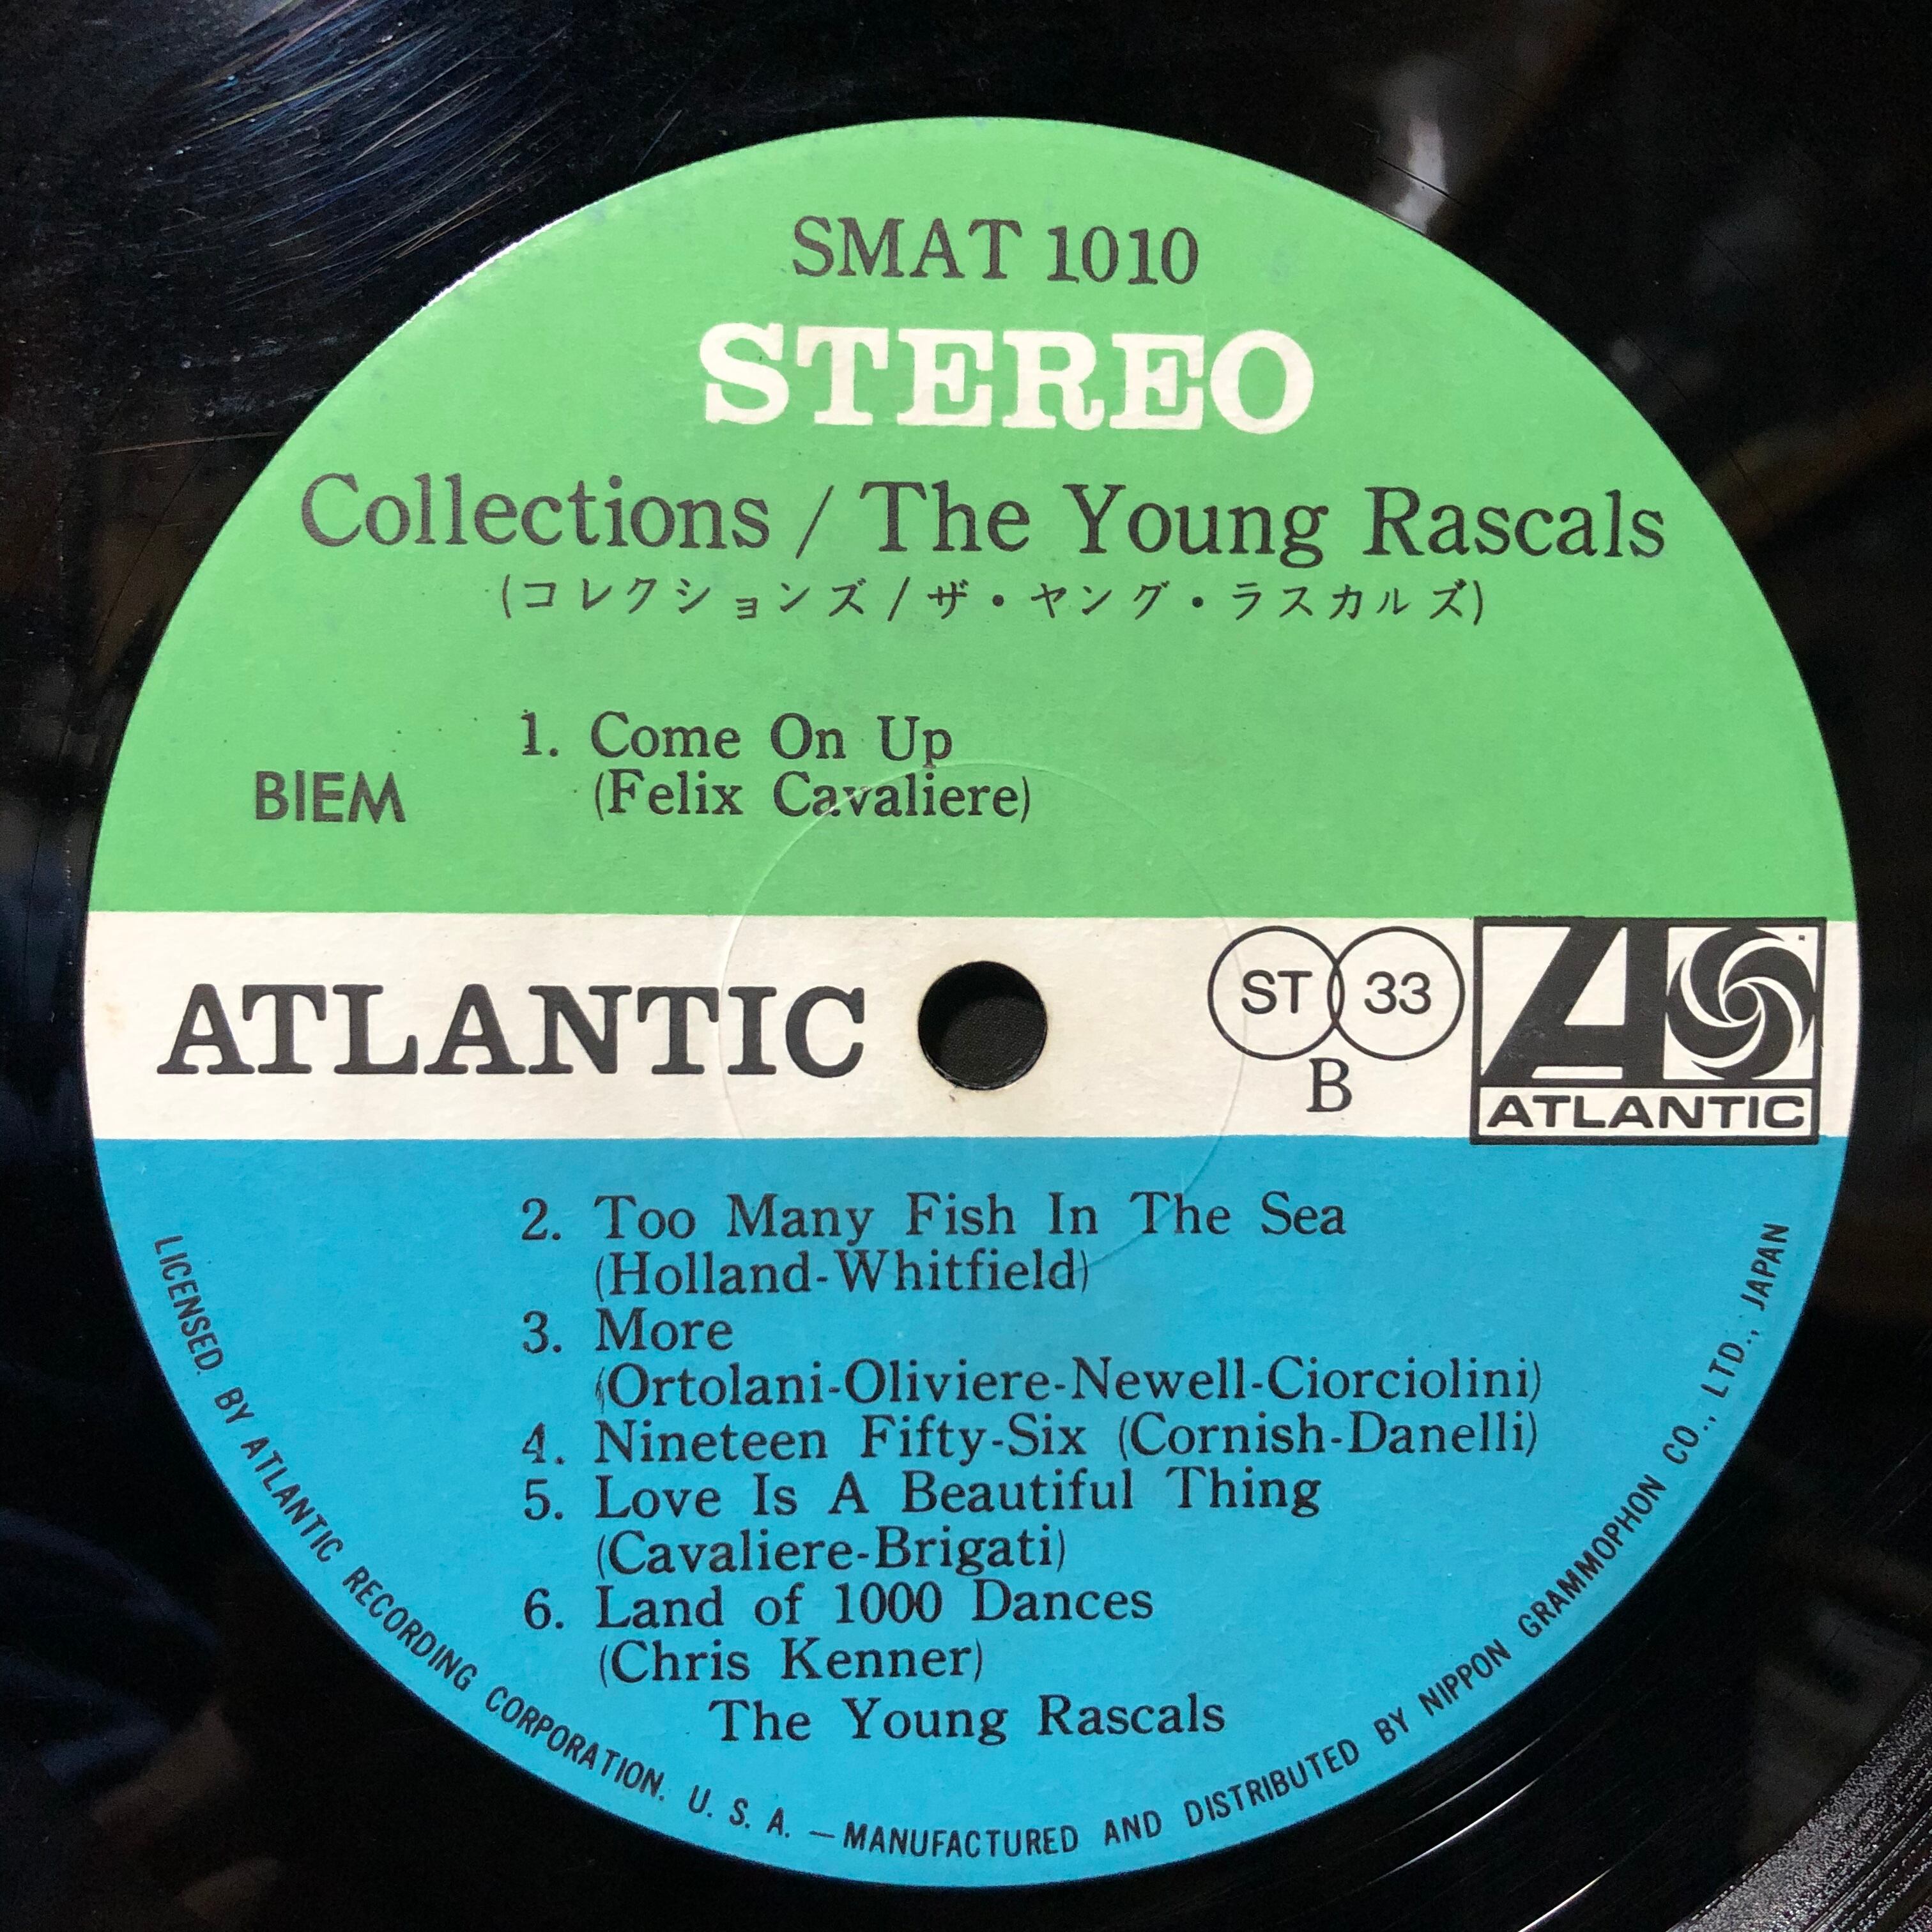 SMAT 1010
STEREO
Collections / The Young Rascals
(コレクションズ / ザ・ヤング・ラスカルズ)
1. Come On Up
(Felix Cavaliere)
BIEM
ATLANTIC
ST 33
B
ATLANTIC
2. Too Many Fish In The Sea
(Holland-Whitfield)
3. More
(Ortolani-Oliviere-Newell-Ciorciolini)
4. Nineteen Fifty-Six (Cornish-Danelli)
5. Love Is A Beautiful Thing
(Cavaliere-Brigati)
6. Land of 1000 Dances
(Chris Kenner)
The Young Rascals
LICENSED BY ATLANTIC RECORDING CORPORATION. U. S. A. —MANUFACTURED AND DISTRIBUTED BY NIPPON GRAMMOPHON CO., LTD., JAPAN